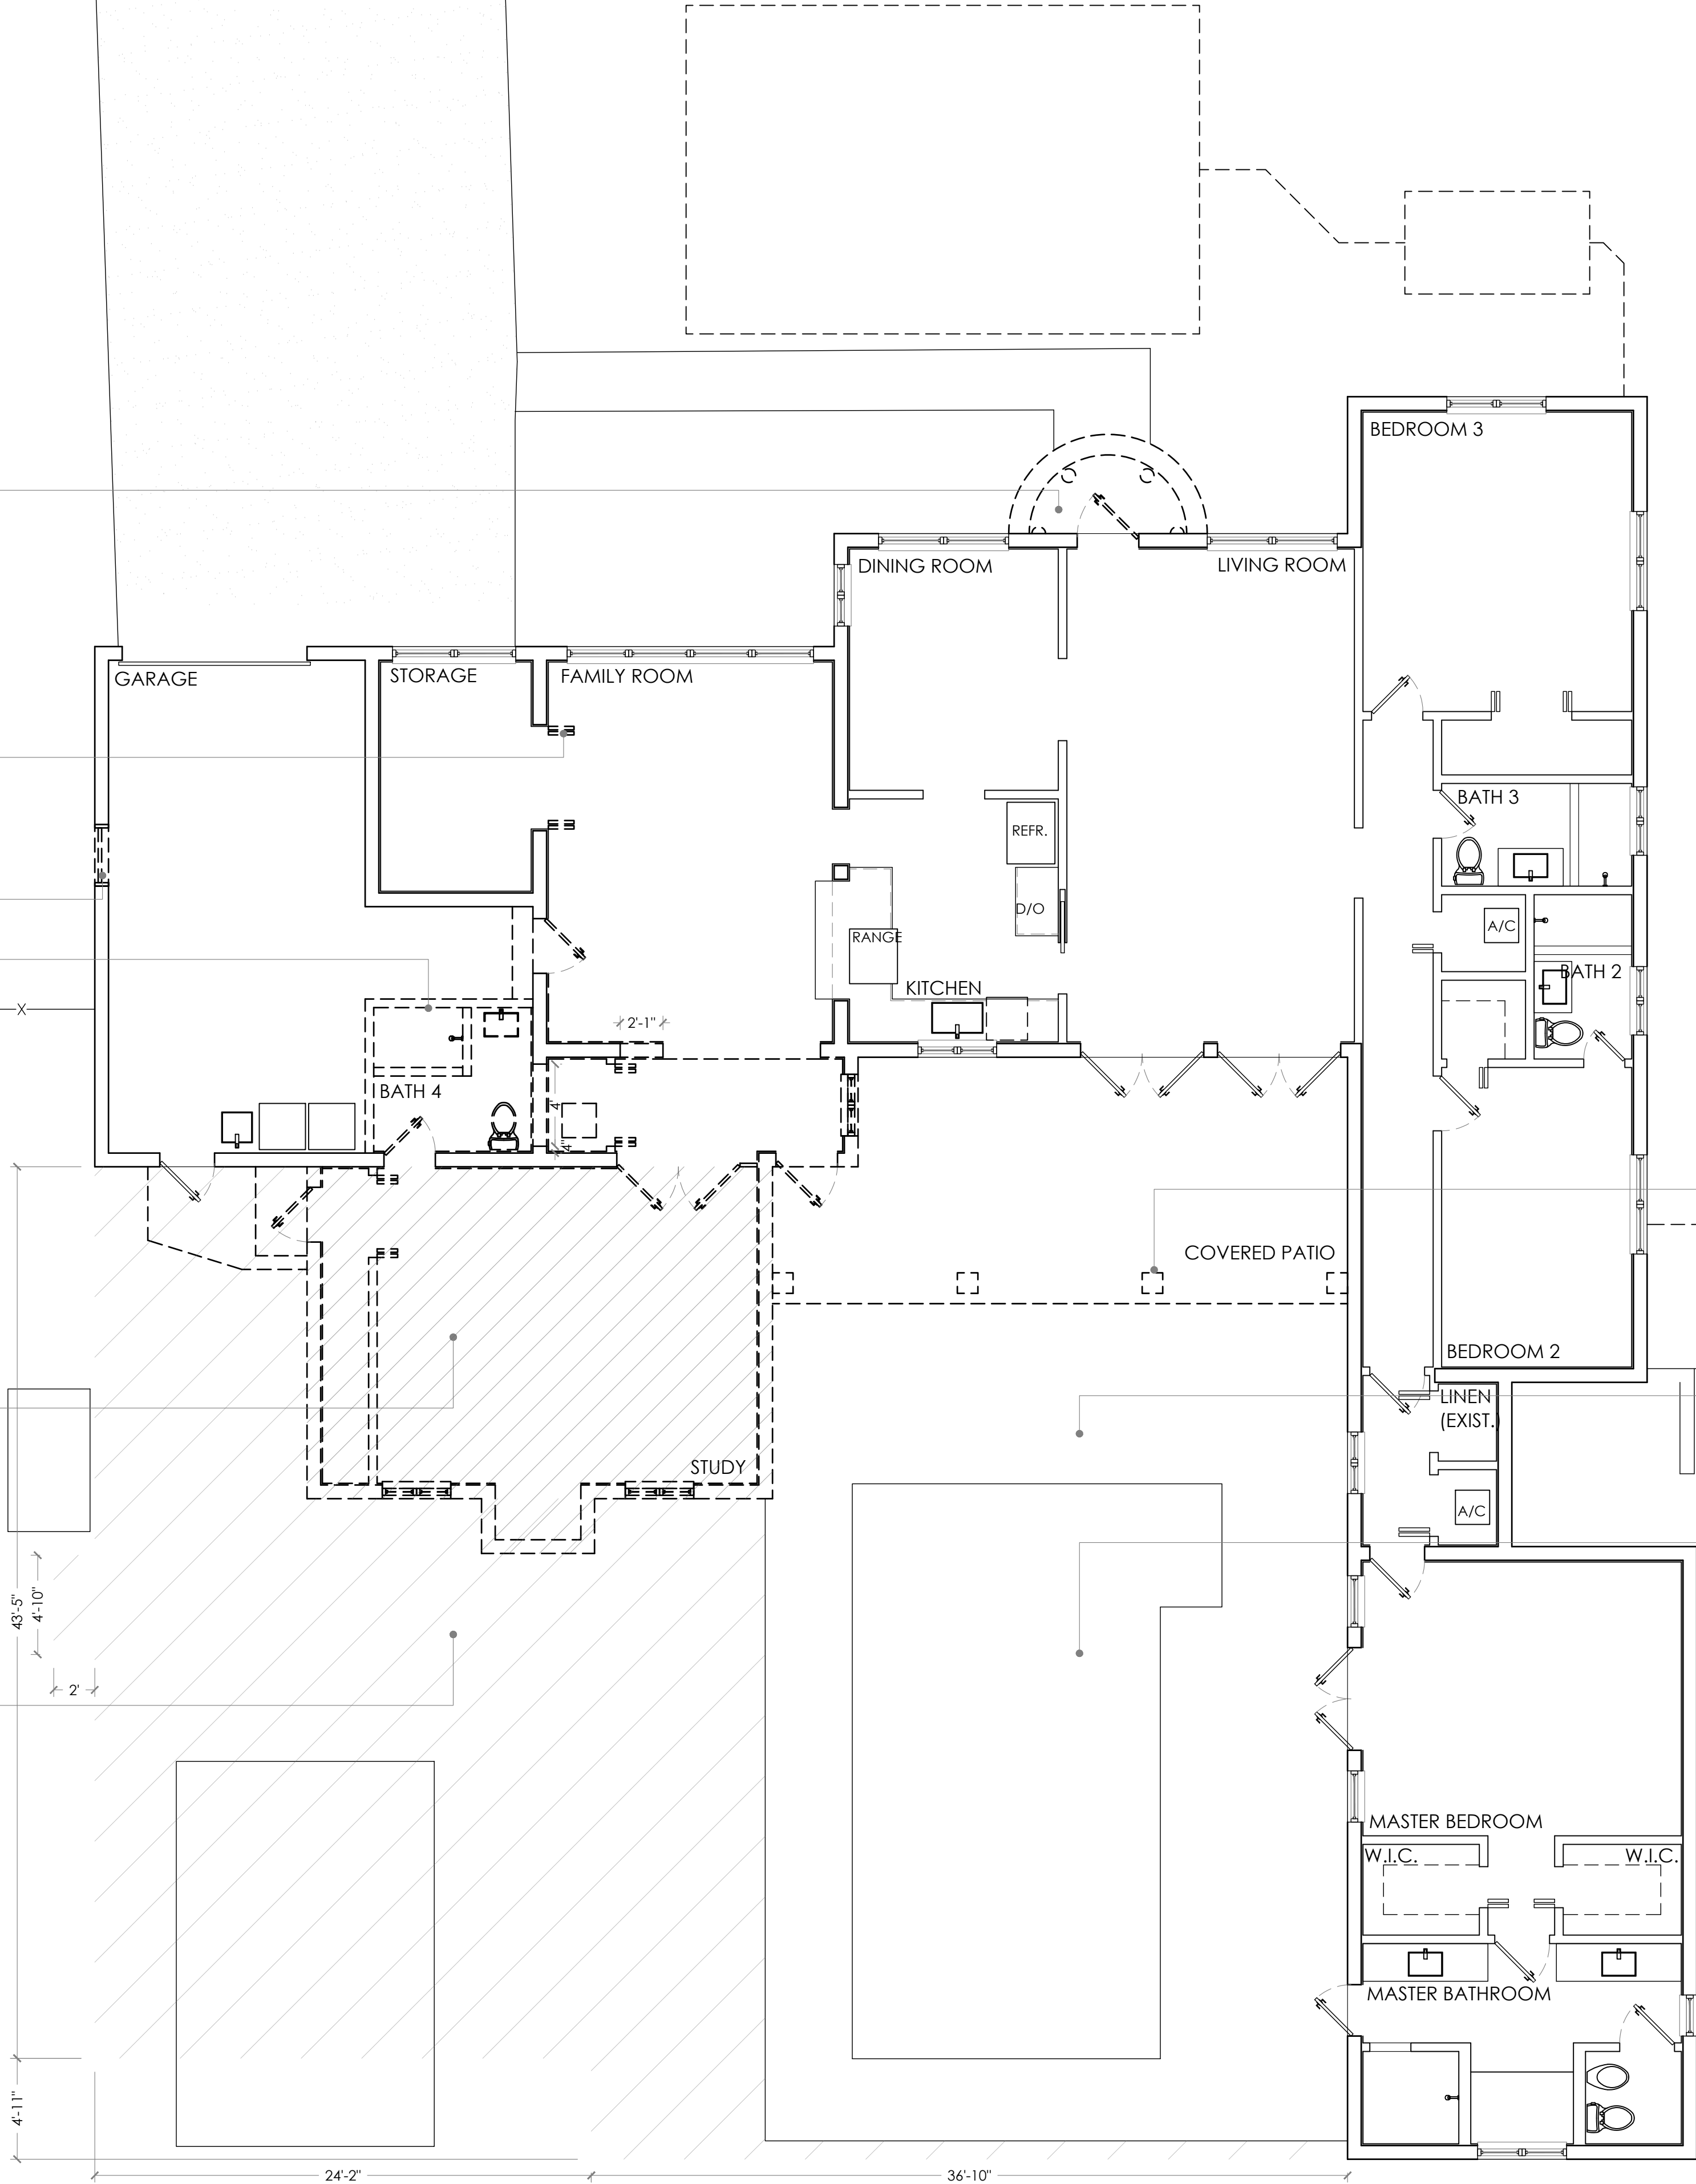 BEDROOM 3
DINING ROOM
LIVING ROOM
GARAGE
STORAGE
FAMILY ROOM
BATH 3
REFR.
D/O
A/C
RANGE
BATH 2
KITCHEN
X
2'-1"
BATH 4
4'
COVERED PATIO
BEDROOM 2
LINEN
(EXIST.)
STUDY
A/C
43'-5"
4'-10"
2'
MASTER BEDROOM
W.I.C.
W.I.C.
MASTER BATHROOM
4'-11"
24'-2"
36'-10"